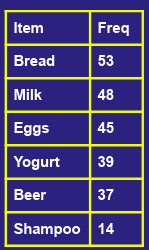 Item Freq
Bread 53
Milk 48
Eggs 45
Yogurt 39
Beer 37
Shampoo 14